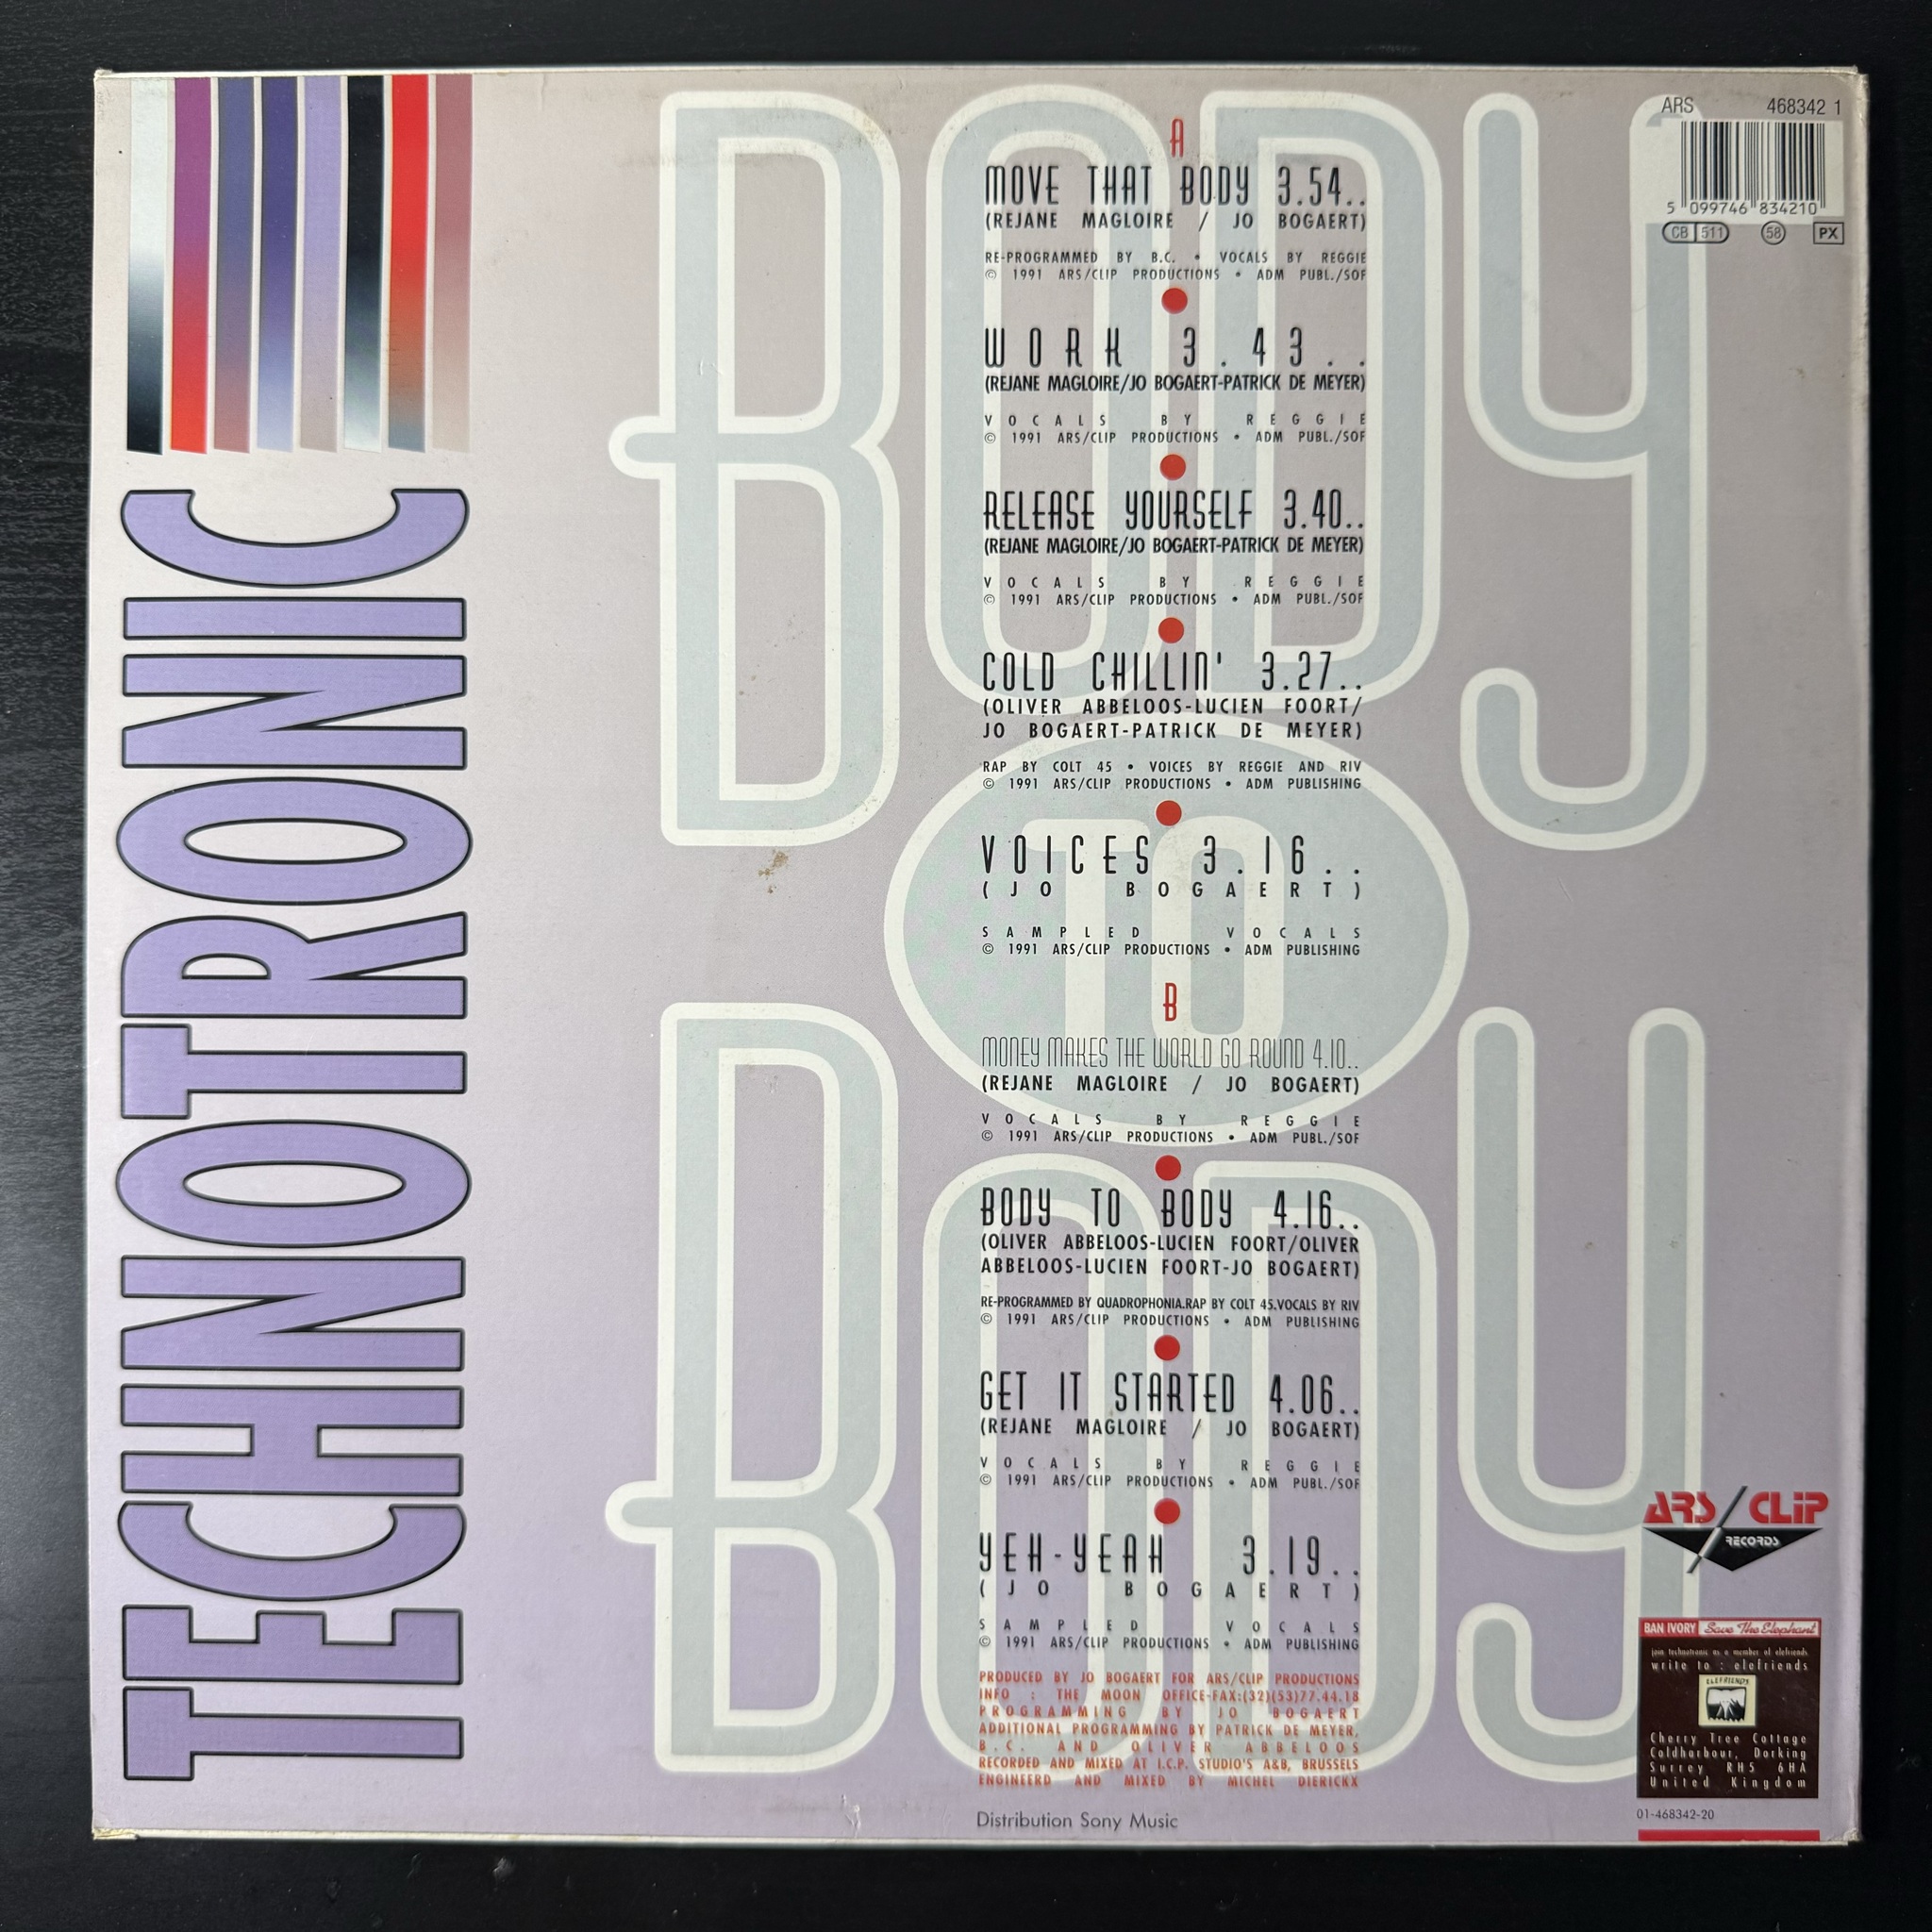 TECHNOTRONIC
BODY
TO
BODY
A
MOVE THAT BODY 3.54..
(REJANE MAGLOIRE / JO BOGAERT)
RE-PROGRAMMED BY B.C. • VOCALS BY REGGIE
© 1991 ARS/CLIP PRODUCTIONS • ADM PUBL./SOF
WORK 3.43..
(REJANE MAGLOIRE/JO BOGAERT-PATRICK DE MEYER)
VOCALS BY REGGIE
© 1991 ARS/CLIP PRODUCTIONS • ADM PUBL./SOF
RELEASE YOURSELF 3.40..
(REJANE MAGLOIRE/JO BOGAERT-PATRICK DE MEYER)
VOCALS BY REGGIE
© 1991 ARS/CLIP PRODUCTIONS • ADM PUBL./SOF
COLD CHILLIN' 3.27..
(OLIVER ABBELOOS-LUCIEN FOORT/
JO BOGAERT-PATRICK DE MEYER)
RAP BY COLT 45 • VOICES BY REGGIE AND RIV
© 1991 ARS/CLIP PRODUCTIONS • ADM PUBLISHING
VOICES 3.16..
(JO BOGAERT)
SAMPLED VOCALS
© 1991 ARS/CLIP PRODUCTIONS • ADM PUBLISHING
B
MONEY MAKES THE WORLD GO ROUND 4.10..
(REJANE MAGLOIRE / JO BOGAERT)
VOCALS BY REGGIE
© 1991 ARS/CLIP PRODUCTIONS • ADM PUBL./SOF
BODY TO BODY 4.16..
(OLIVER ABBELOOS-LUCIEN FOORT/OLIVER
ABBELOOS-LUCIEN FOORT-JO BOGAERT)
RE-PROGRAMMED BY QUADROPHONIA.RAP BY COLT 45.VOCALS BY RIV
© 1991 ARS/CLIP PRODUCTIONS • ADM PUBLISHING
GET IT STARTED 4.06..
(REJANE MAGLOIRE / JO BOGAERT)
VOCALS BY REGGIE
© 1991 ARS/CLIP PRODUCTIONS • ADM PUBL./SOF
YEH-YEAH 3.19..
(JO BOGAERT)
SAMPLED VOCALS
© 1991 ARS/CLIP PRODUCTIONS • ADM PUBLISHING
PRODUCED BY JO BOGAERT FOR ARS/CLIP PRODUCTIONS
INFO : THE MOON OFFICE-FAX:(32)(53)77.44.18
PROGRAMMING BY JO BOGAERT
ADDITIONAL PROGRAMMING BY PATRICK DE MEYER,
B.C. AND OLIVER ABBELOOS
RECORDED AND MIXED AT I.C.P. STUDIO'S A&B, BRUSSELS
ENGINEERD AND MIXED BY MICHEL DIERICKX
Distribution Sony Music
ARS 468342 1
5 099746 834210
CB 511 58 PX
ARS/CLIP
RECORDS
BAN IVORY Save The Elephant
join technotronic as a member of elefriends
write to : elefriends
ELEFRIENDS
Cherry Tree Cottage
Coldharbour, Dorking
Surrey RH5 6HA
United Kingdom
01-468342-20